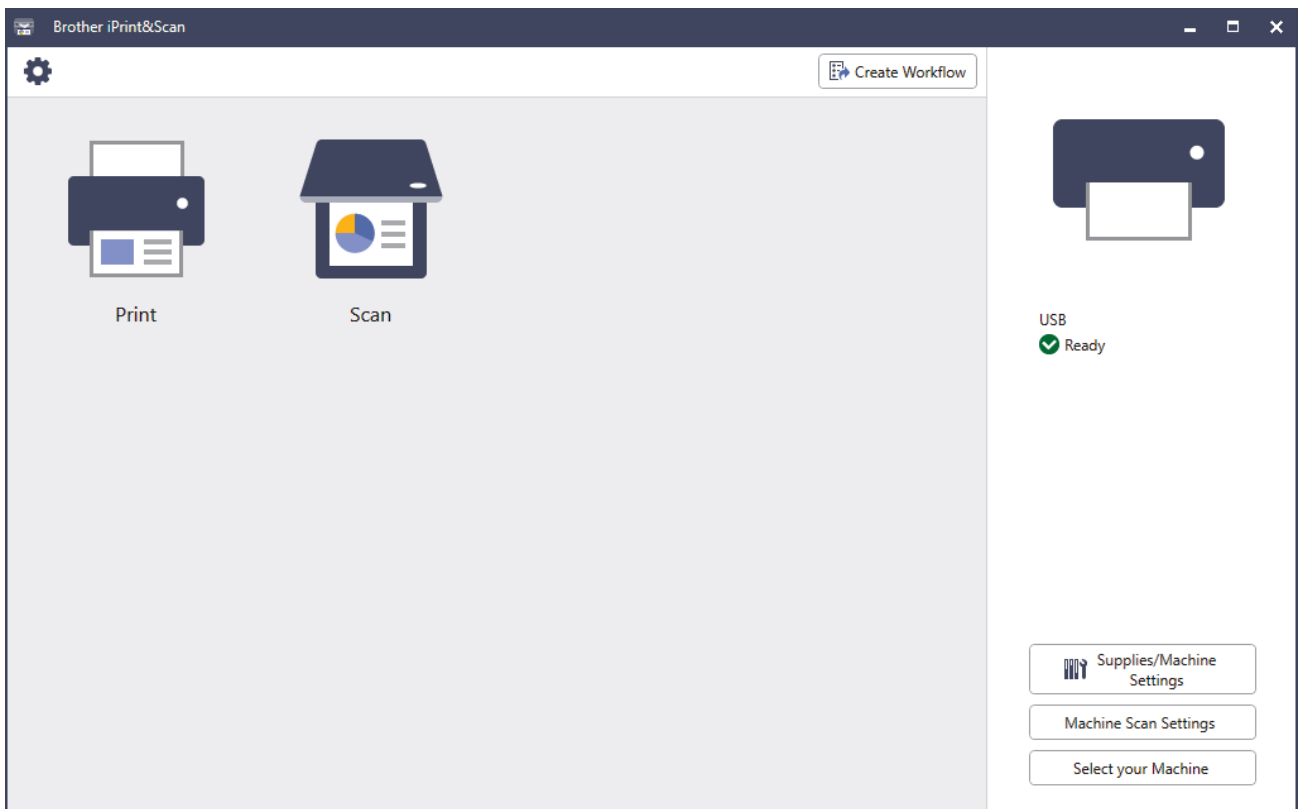 Brother iPrint&Scan
Create Workflow
Print
Scan
USB
Ready
Supplies/Machine
Settings
Machine Scan Settings
Select your Machine